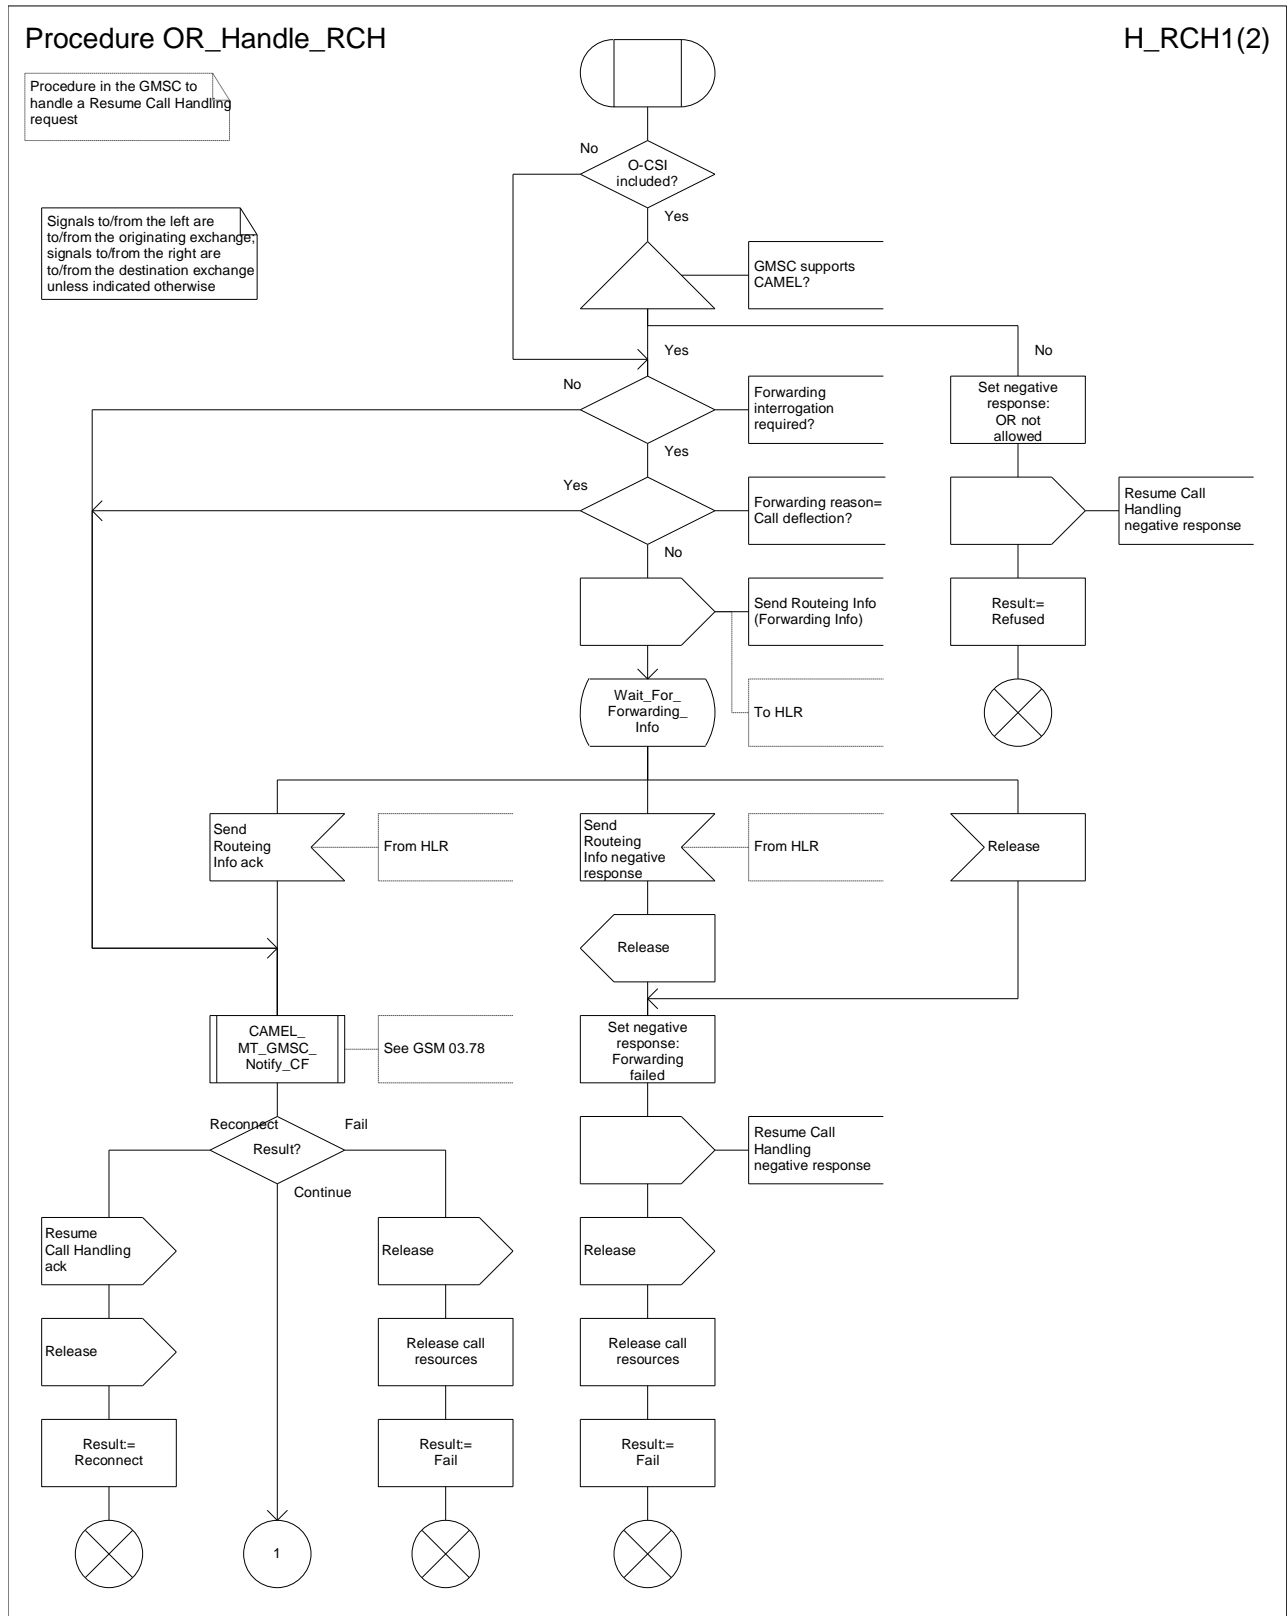 Procedure OR_Handle_RCH
H_RCH1(2)
Procedure in the GMSC to
handle a Resume Call Handling
request
Signals to/from the left are
to/from the originating exchange;
signals to/from the right are
to/from the destination exchange
unless indicated otherwise
No
O-CSI
included?
Yes
GMSC supports
CAMEL?
Yes
No
No
Forwarding
interrogation
required?
Set negative
response:
OR not
allowed
Yes
Yes
Forwarding reason=
Call deflection?
Resume Call
Handling
negative response
No
Send Routeing Info
(Forwarding Info)
Result:=
Refused
Wait_For_
Forwarding_
Info
To HLR
Send
Routeing
Info ack
From HLR
Send
Routeing
Info negative
response
From HLR
Release
Release
CAMEL_
MT_GMSC_
Notify_CF
See GSM 03.78
Set negative
response:
Forwarding
failed
Reconnect
Fail
Result?
Continue
Resume Call
Handling
negative response
Resume
Call Handling
ack
Release
Release
Release
Release call
resources
Release call
resources
Result:=
Reconnect
Result:=
Fail
Result:=
Fail
1